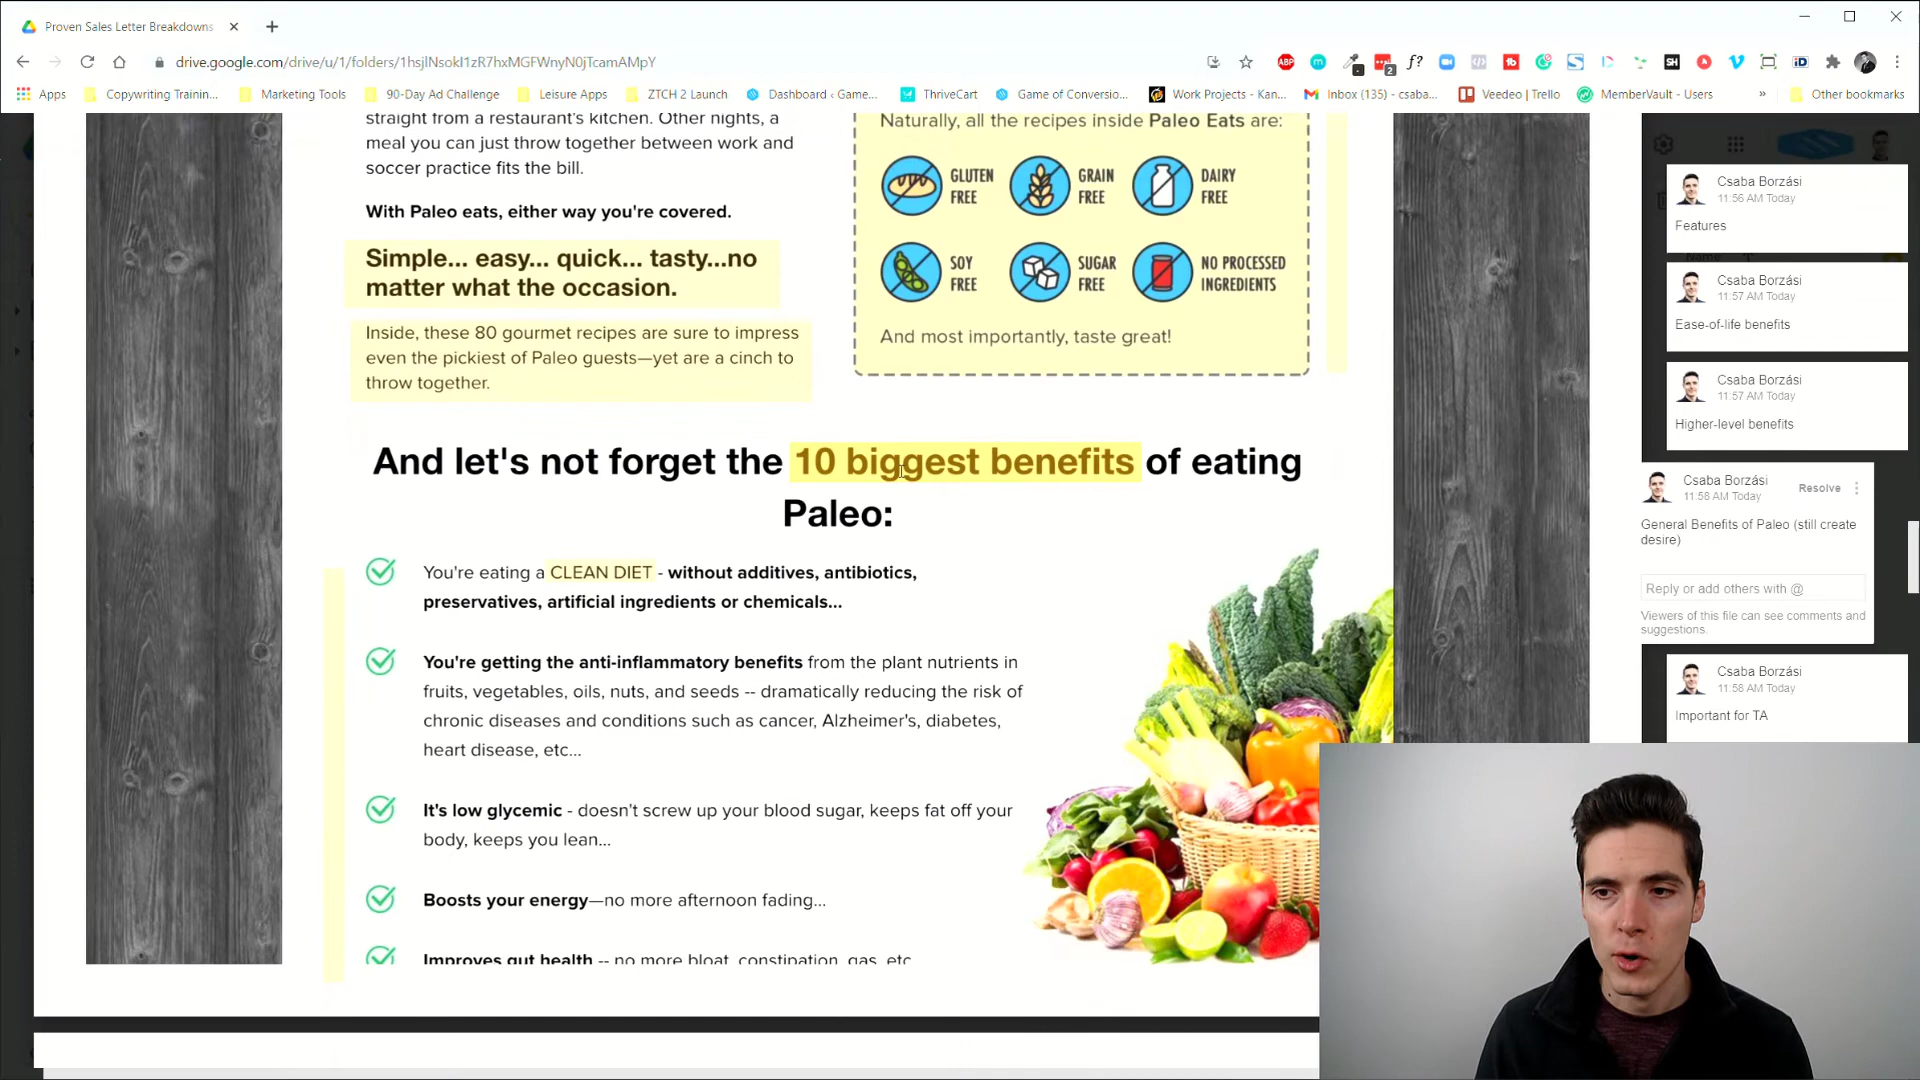 Proven Sales Letter Breakdowns
drive.google.com/drive/u/1/folders/1hsjlNsokI1zR7hxMGFWnyN0jTcamAMpY
Apps
Copywriting Trainin...
Marketing Tools
90-Day Ad Challenge
Leisure Apps
ZTCH 2 Launch
Dashboard ‹ Game...
ThriveCart
Game of Conversio...
Work Projects - Kan...
Inbox (135) - csaba...
Veedeo | Trello
MemberVault - Users
»
Other bookmarks
straight from a restaurant's kitchen. Other nights, a
meal you can just throw together between work and
soccer practice fits the bill.
With Paleo eats, either way you're covered.
Simple... easy... quick... tasty...no
matter what the occasion.
Inside, these 80 gourmet recipes are sure to impress
even the pickiest of Paleo guests—yet are a cinch to
throw together.
Naturally, all the recipes inside Paleo Eats are:
GLUTEN
FREE
GRAIN
FREE
DAIRY
FREE
SOY
FREE
SUGAR
FREE
NO PROCESSED
INGREDIENTS
And most importantly, taste great!
And let's not forget the 10 biggest benefits of eating
Paleo:
You're eating a CLEAN DIET - without additives, antibiotics,
preservatives, artificial ingredients or chemicals...
You're getting the anti-inflammatory benefits from the plant nutrients in
fruits, vegetables, oils, nuts, and seeds -- dramatically reducing the risk of
chronic diseases and conditions such as cancer, Alzheimer's, diabetes,
heart disease, etc...
It's low glycemic - doesn't screw up your blood sugar, keeps fat off your
body, keeps you lean...
Boosts your energy—no more afternoon fading...
Improves gut health -- no more bloat, constipation, gas, etc
Csaba Borzási
11:56 AM Today
Features
Csaba Borzási
11:57 AM Today
Ease-of-life benefits
Csaba Borzási
11:57 AM Today
Higher-level benefits
Csaba Borzási
11:58 AM Today
Resolve
General Benefits of Paleo (still create
desire)
Reply or add others with @
Viewers of this file can see comments and
suggestions.
Csaba Borzási
11:58 AM Today
Important for TA